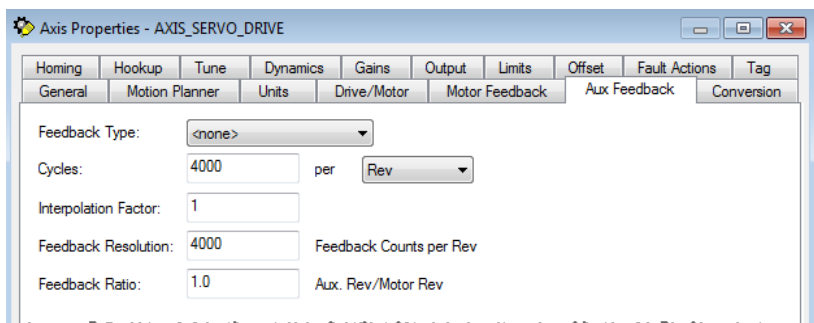 Axis Properties - AXIS_SERVO_DRIVE
Homing Hookup Tune Dynamics Gains Output Limits Offset Fault Actions Tag
General Motion Planner Units Drive/Motor Motor Feedback Aux Feedback Conversion
Feedback Type: <none>
Cycles: 4000 per Rev
Interpolation Factor: 1
Feedback Resolution: 4000 Feedback Counts per Rev
Feedback Ratio: 1.0 Aux. Rev/Motor Rev